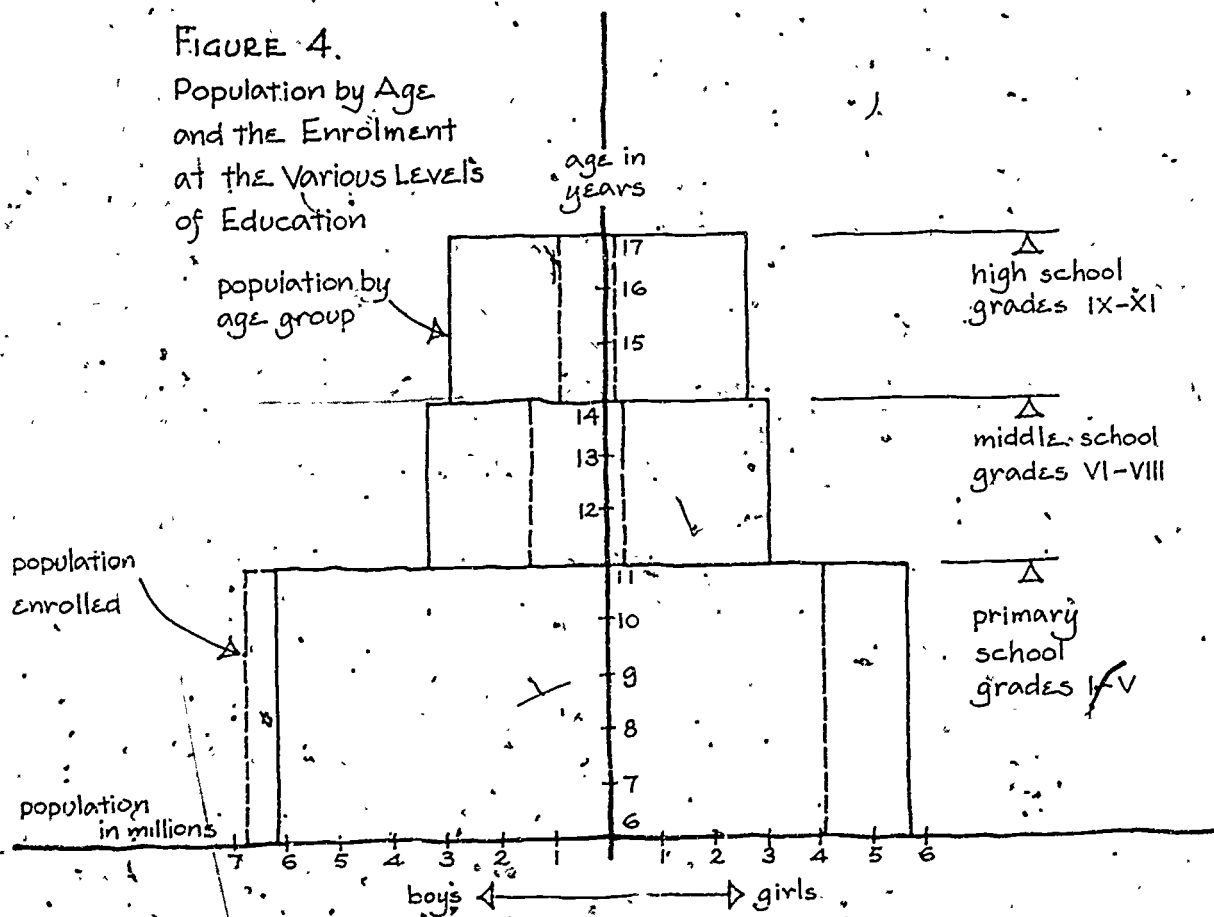 FIGURE 4.
Population by Age
and the Enrolment
at the Various Levels
of Education
age in
years
population by
age group
17
16
15
14
13
12
11
10
9
8
7
6
high school
grades IX-XI
middle school
grades VI-VIII
primary
school
grades I-V
population
enrolled
population
in millions
7 6 5 4 3 2 1 1 2 3 4 5 6
boys girls